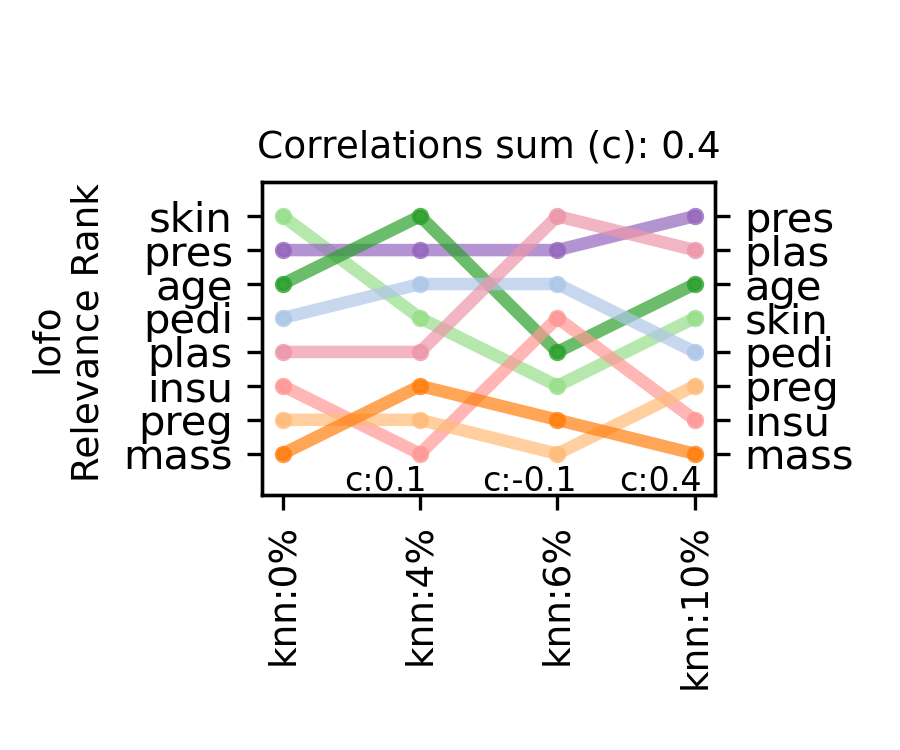 Correlations sum (c): 0.4
lofo
Relevance Rank
skin
pres
age
pedi
plas
insu
preg
mass
pres
plas
age
skin
pedi
preg
insu
mass
c:0.1
c:-0.1
c:0.4
knn:0%
knn:4%
knn:6%
knn:10%